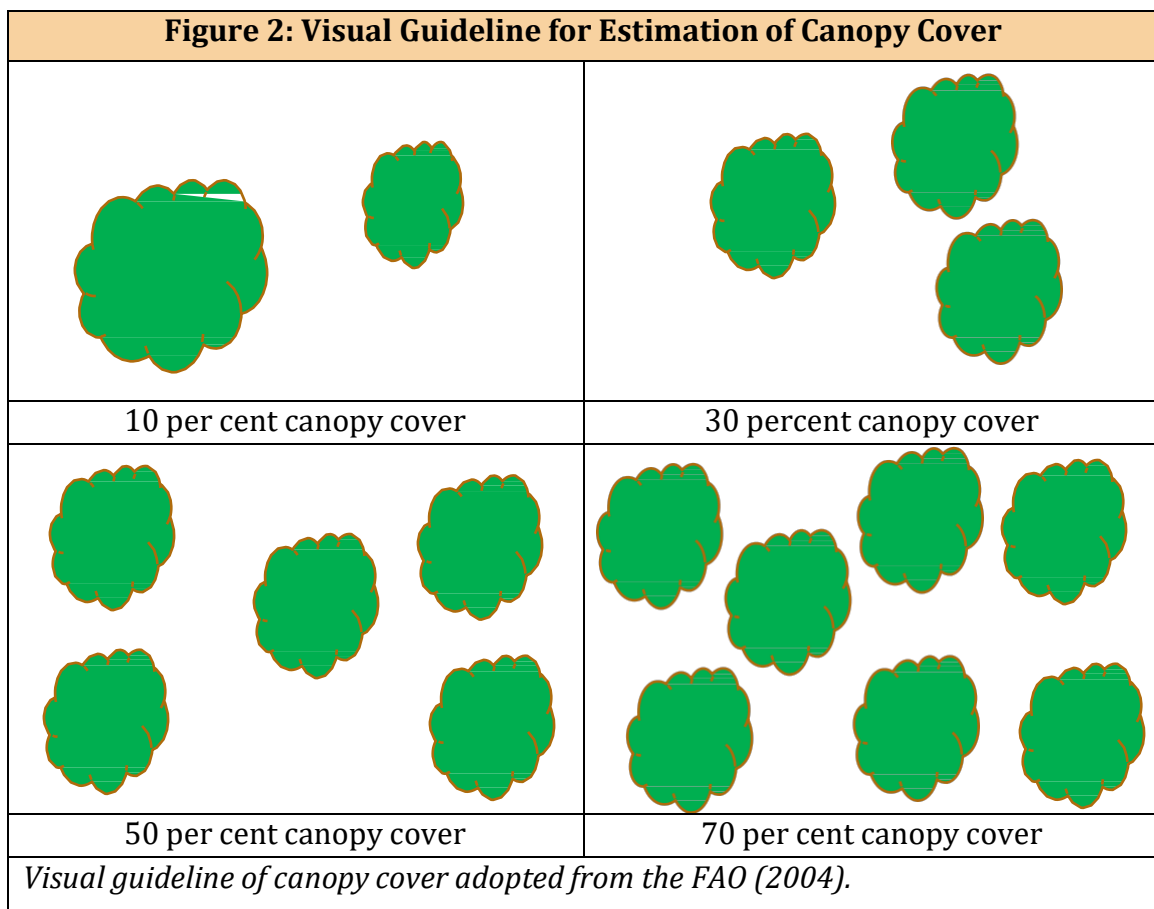 Figure 2: Visual Guideline for Estimation of Canopy Cover
10 per cent canopy cover
30 percent canopy cover
50 per cent canopy cover
70 per cent canopy cover
Visual guideline of canopy cover adopted from the FAO (2004).